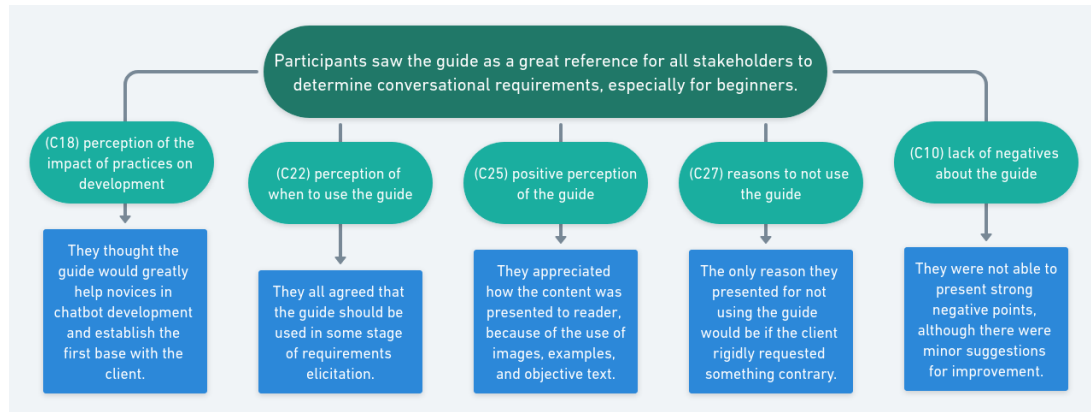 Participants saw the guide as a great reference for all stakeholders to
determine conversational requirements, especially for beginners.
(C18) perception of the
impact of practices on
development
They thought the
guide would greatly
help novices in
chatbot development
and establish the
first base with the
client.
(C22) perception of
when to use the guide
They all agreed that
the guide should be
used in some stage
of requirements
elicitation.
(C25) positive perception
of the guide
They appreciated
how the content was
presented to reader,
because of the use of
images, examples,
and objective text.
(C27) reasons to not use
the guide
The only reason they
presented for not
using the guide
would be if the client
rigidly requested
something contrary.
(C10) lack of negatives
about the guide
They were not able to
present strong
negative points,
although there were
minor suggestions
for improvement.